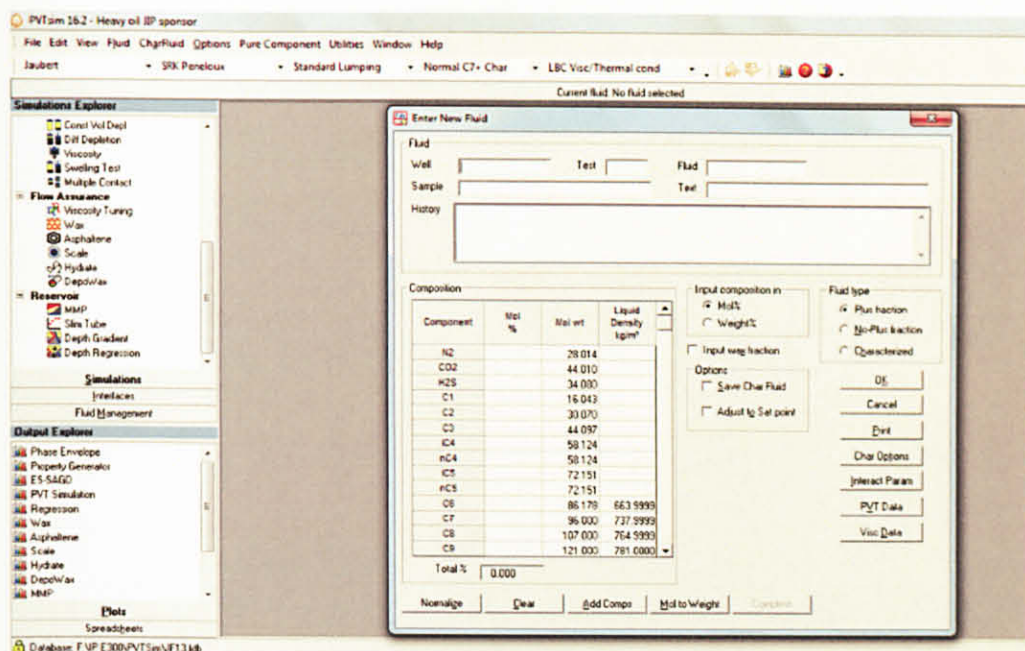 PVTsim 16.2 - Heavy oil JIP sponsor
File Edit View Fluid CharFluid Options Pure Component Utilities Window Help
Jaubert SRK Peneloux Standard Lumping Normal C7+ Char LBC Visc/Thermal cond
Current fluid: No fluid selected
Simulations Explorer
Const Vol Depl
Diff Depletion
Viscosity
Swelling Test
Multiple Contact
Flow Assurance
Viscosity Tuning
Wax
Asphaltene
Scale
Hydrate
DepoWax
Reservoir
MMP
Slim Tube
Depth Gradient
Depth Regression
Simulations
Interfaces
Fluid Management
Output Explorer
Phase Envelope
Property Generator
ES-SAGD
PVT Simulation
Regression
Wax
Asphaltene
Scale
Hydrate
DepoWax
MMP
Plots
Spreadsheets
Enter New Fluid
Fluid
Well Test Fluid
Sample Text
History
Composition
Component Mol % Mol wt Liquid Density kg/m³
N2 28.014
CO2 44.010
H2S 34.080
C1 16.043
C2 30.070
C3 44.097
iC4 58.124
nC4 58.124
iC5 72.151
nC5 72.151
C6 86.178 663.9999
C7 96.000 737.9999
C8 107.000 764.9999
C9 121.000 781.0000
Total % 0.000
Input composition in
Mol%
Weight%
Input wax fraction
Options
Save Char Fluid
Adjust to Set point
Fluid type
Plus fraction
No-Plus fraction
Characterized
OK
Cancel
Print
Char Options
Interact Param
PVT Data
Visc Data
Normalize Clear Add Comps Mol to Weight Complete